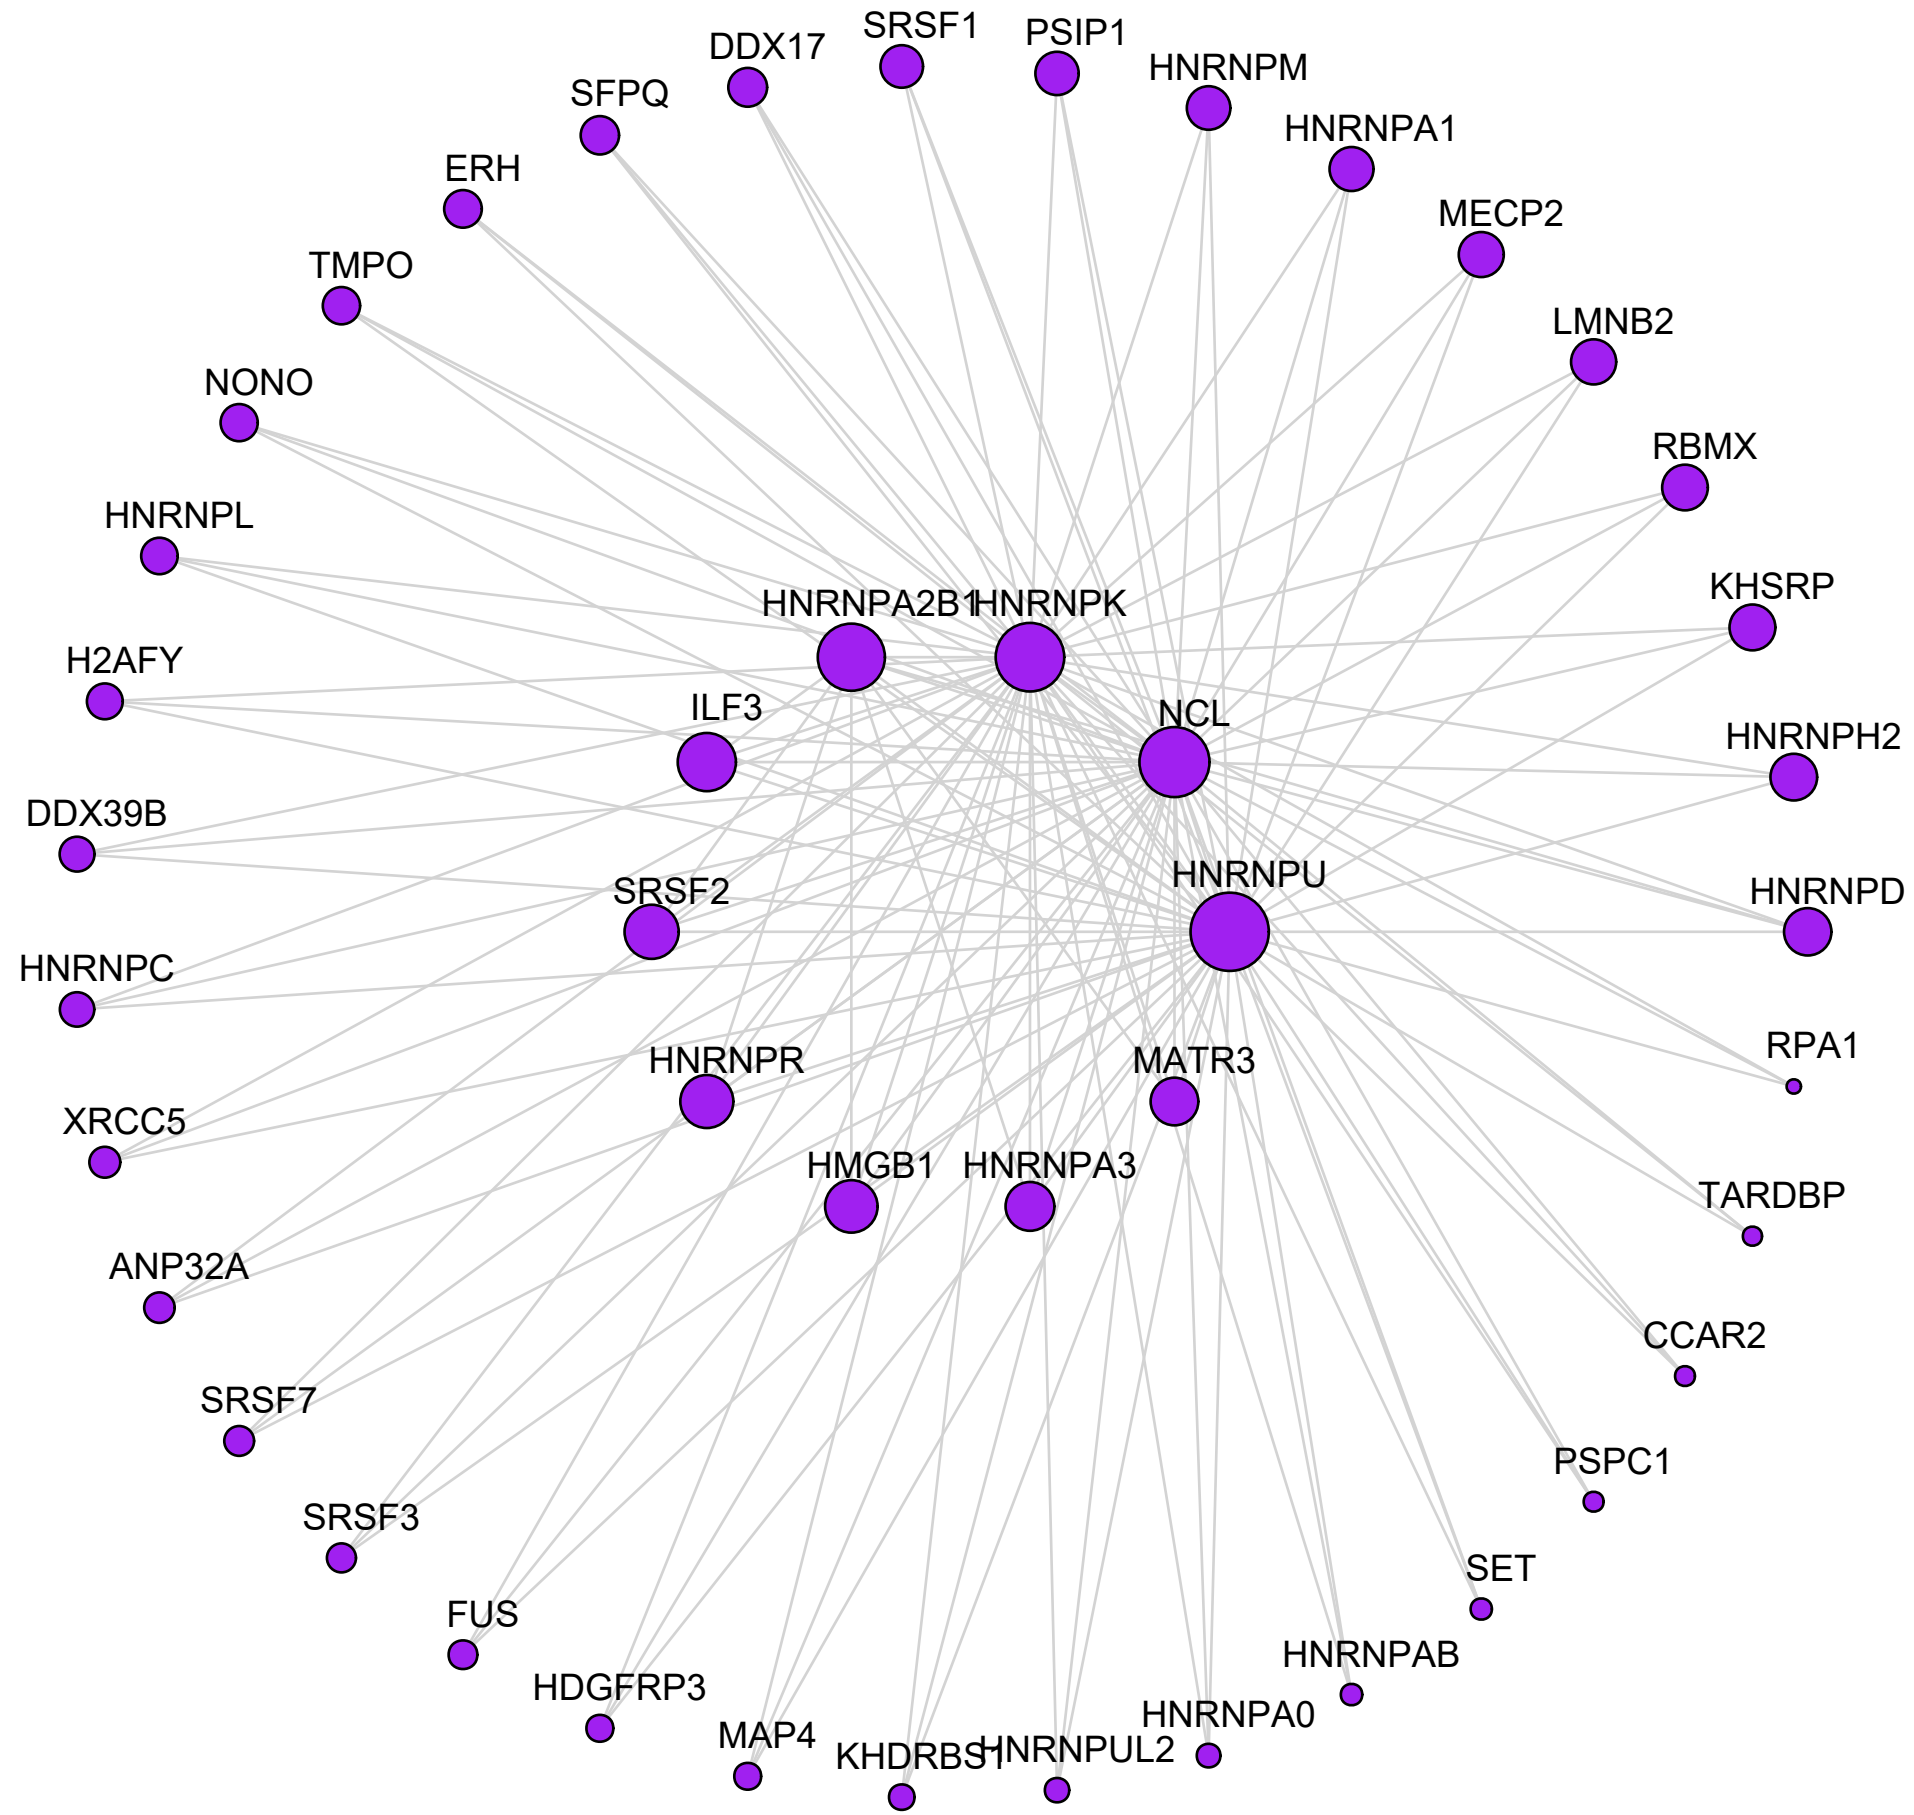 SRSF1
PSIP1
DDX17
HNRNPM
SFPQ
HNRNPA1
ERH
MECP2
TMPO
LMNB2
NONO
RBMX
HNRNPL
KHSRP
HNRNPA2B1
HNRNPK
H2AFY
ILF3
NCL
HNRNPH2
DDX39B
HNRNPU
SRSF2
HNRNPD
HNRNPC
RPA1
HNRNPR
MATR3
XRCC5
HMGB1
HNRNPA3
TARDBP
ANP32A
CCAR2
SRSF7
PSPC1
SRSF3
SET
FUS
HNRNPAB
HDGFRP3
HNRNPA0
MAP4
KHDRBS1
HNRNPUL2